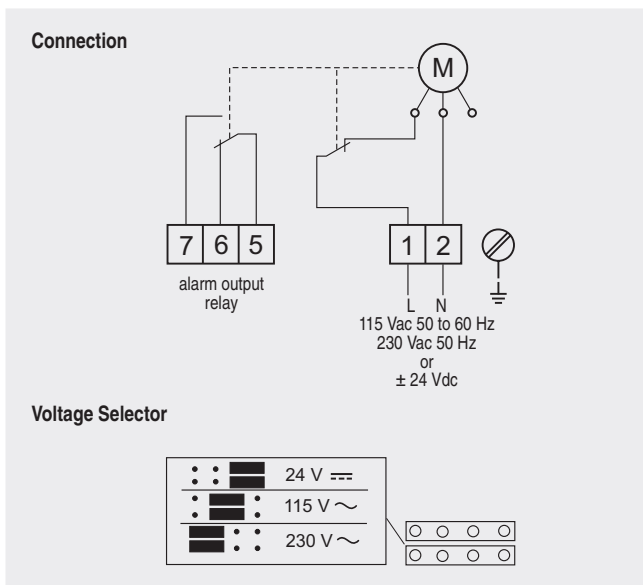 Connection
M
7 6 5
1 2
alarm output
relay
L N
115 Vac 50 to 60 Hz
230 Vac 50 Hz
or
± 24 Vdc
Voltage Selector
24 V
115 V ~
230 V ~